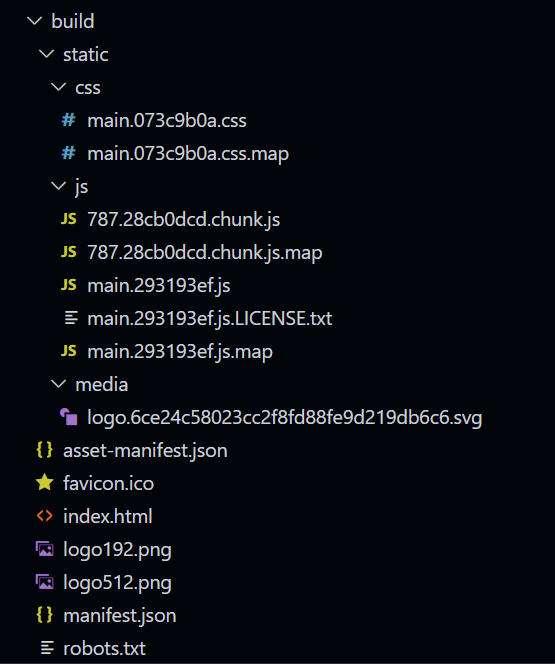 build
static
css
# main.073c9b0a.css
# main.073c9b0a.css.map
js
JS 787.28cb0dcd.chunk.js
JS 787.28cb0dcd.chunk.js.map
JS main.293193ef.js
main.293193ef.js.LICENSE.txt
JS main.293193ef.js.map
media
logo.6ce24c58023cc2f8fd88fe9d219db6c6.svg
{} asset-manifest.json
favicon.ico
<> index.html
logo192.png
logo512.png
{} manifest.json
robots.txt